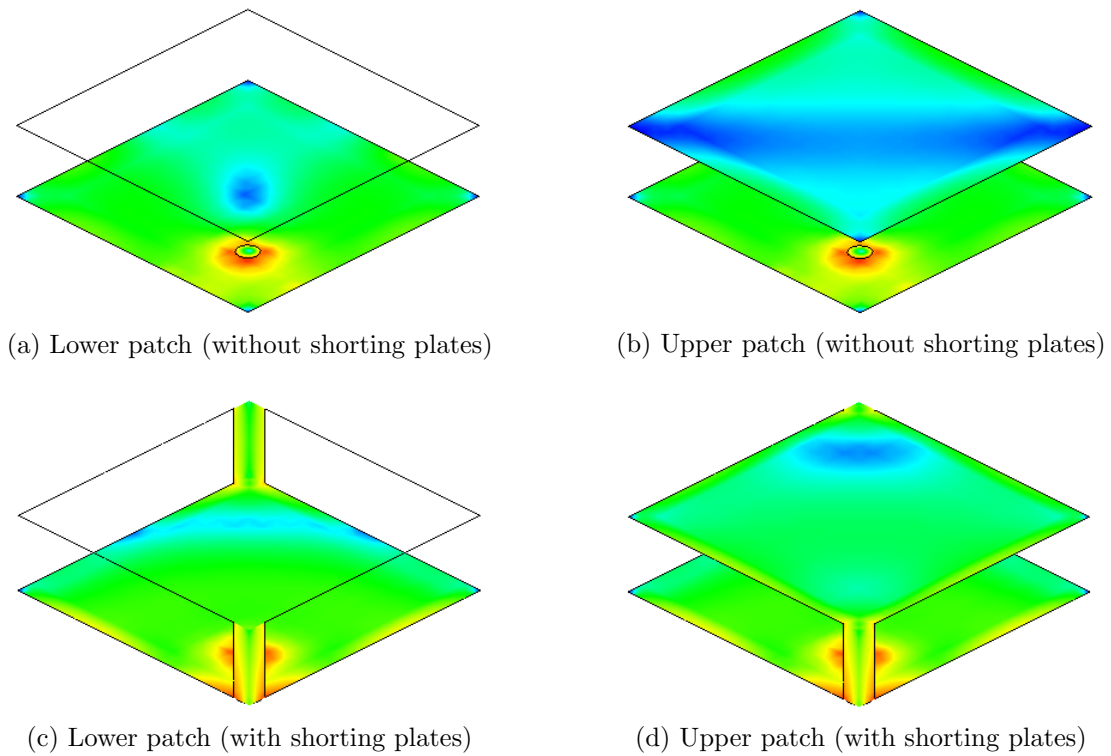 (a) Lower patch (without shorting plates)
(b) Upper patch (without shorting plates)
(c) Lower patch (with shorting plates)
(d) Upper patch (with shorting plates)